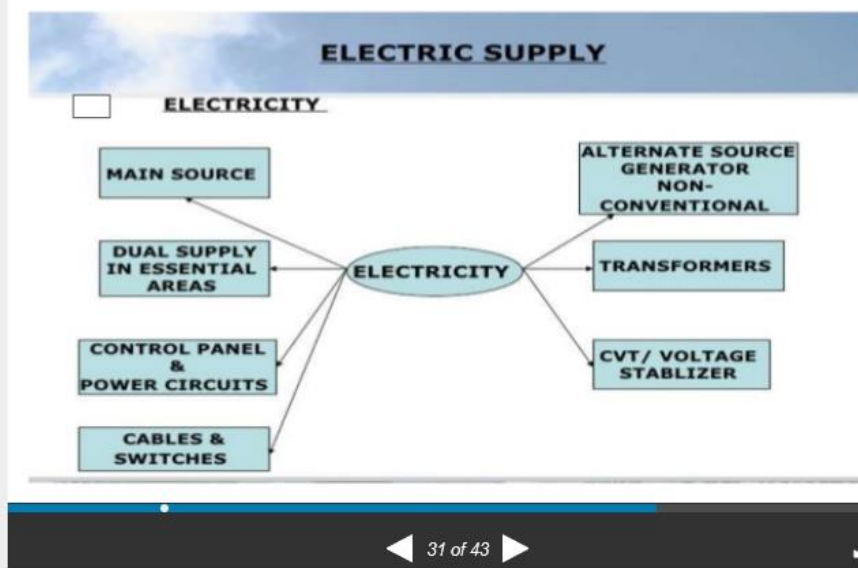 ELECTRIC SUPPLY
ELECTRICITY
MAIN SOURCE
DUAL SUPPLY
IN ESSENTIAL
AREAS
CONTROL PANEL
&
POWER CIRCUITS
CABLES &
SWITCHES
ELECTRICITY
ALTERNATE SOURCE
GENERATOR
NON-
CONVENTIONAL
TRANSFORMERS
CVT/ VOLTAGE
STABLIZER
31 of 43